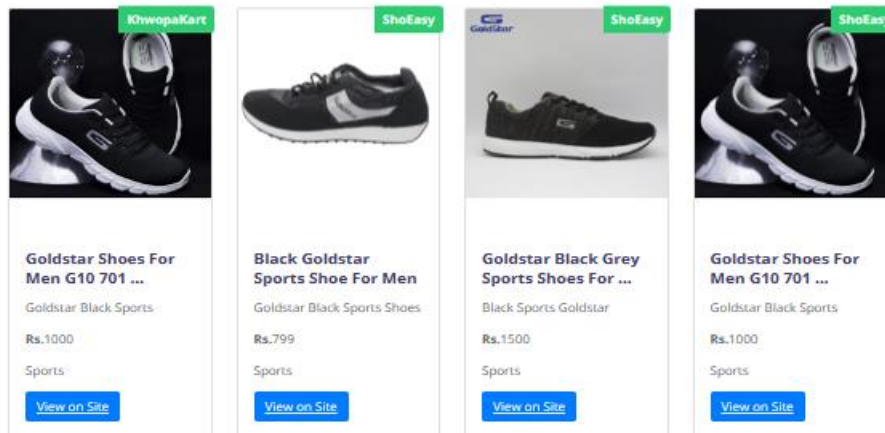 KhwopaKart
ShoEasy
GoldStar
ShoEasy
ShoEasy
Goldstar Shoes For
Men G10 701 ...
Goldstar Black Sports
Rs.1000
Sports
View on Site
Black Goldstar
Sports Shoe For Men
Goldstar Black Sports Shoes
Rs.799
Sports
View on Site
Goldstar Black Grey
Sports Shoes For ...
Black Sports Goldstar
Rs.1500
Sports
View on Site
Goldstar Shoes For
Men G10 701 ...
Goldstar Black Sports
Rs.1000
Sports
View on Site